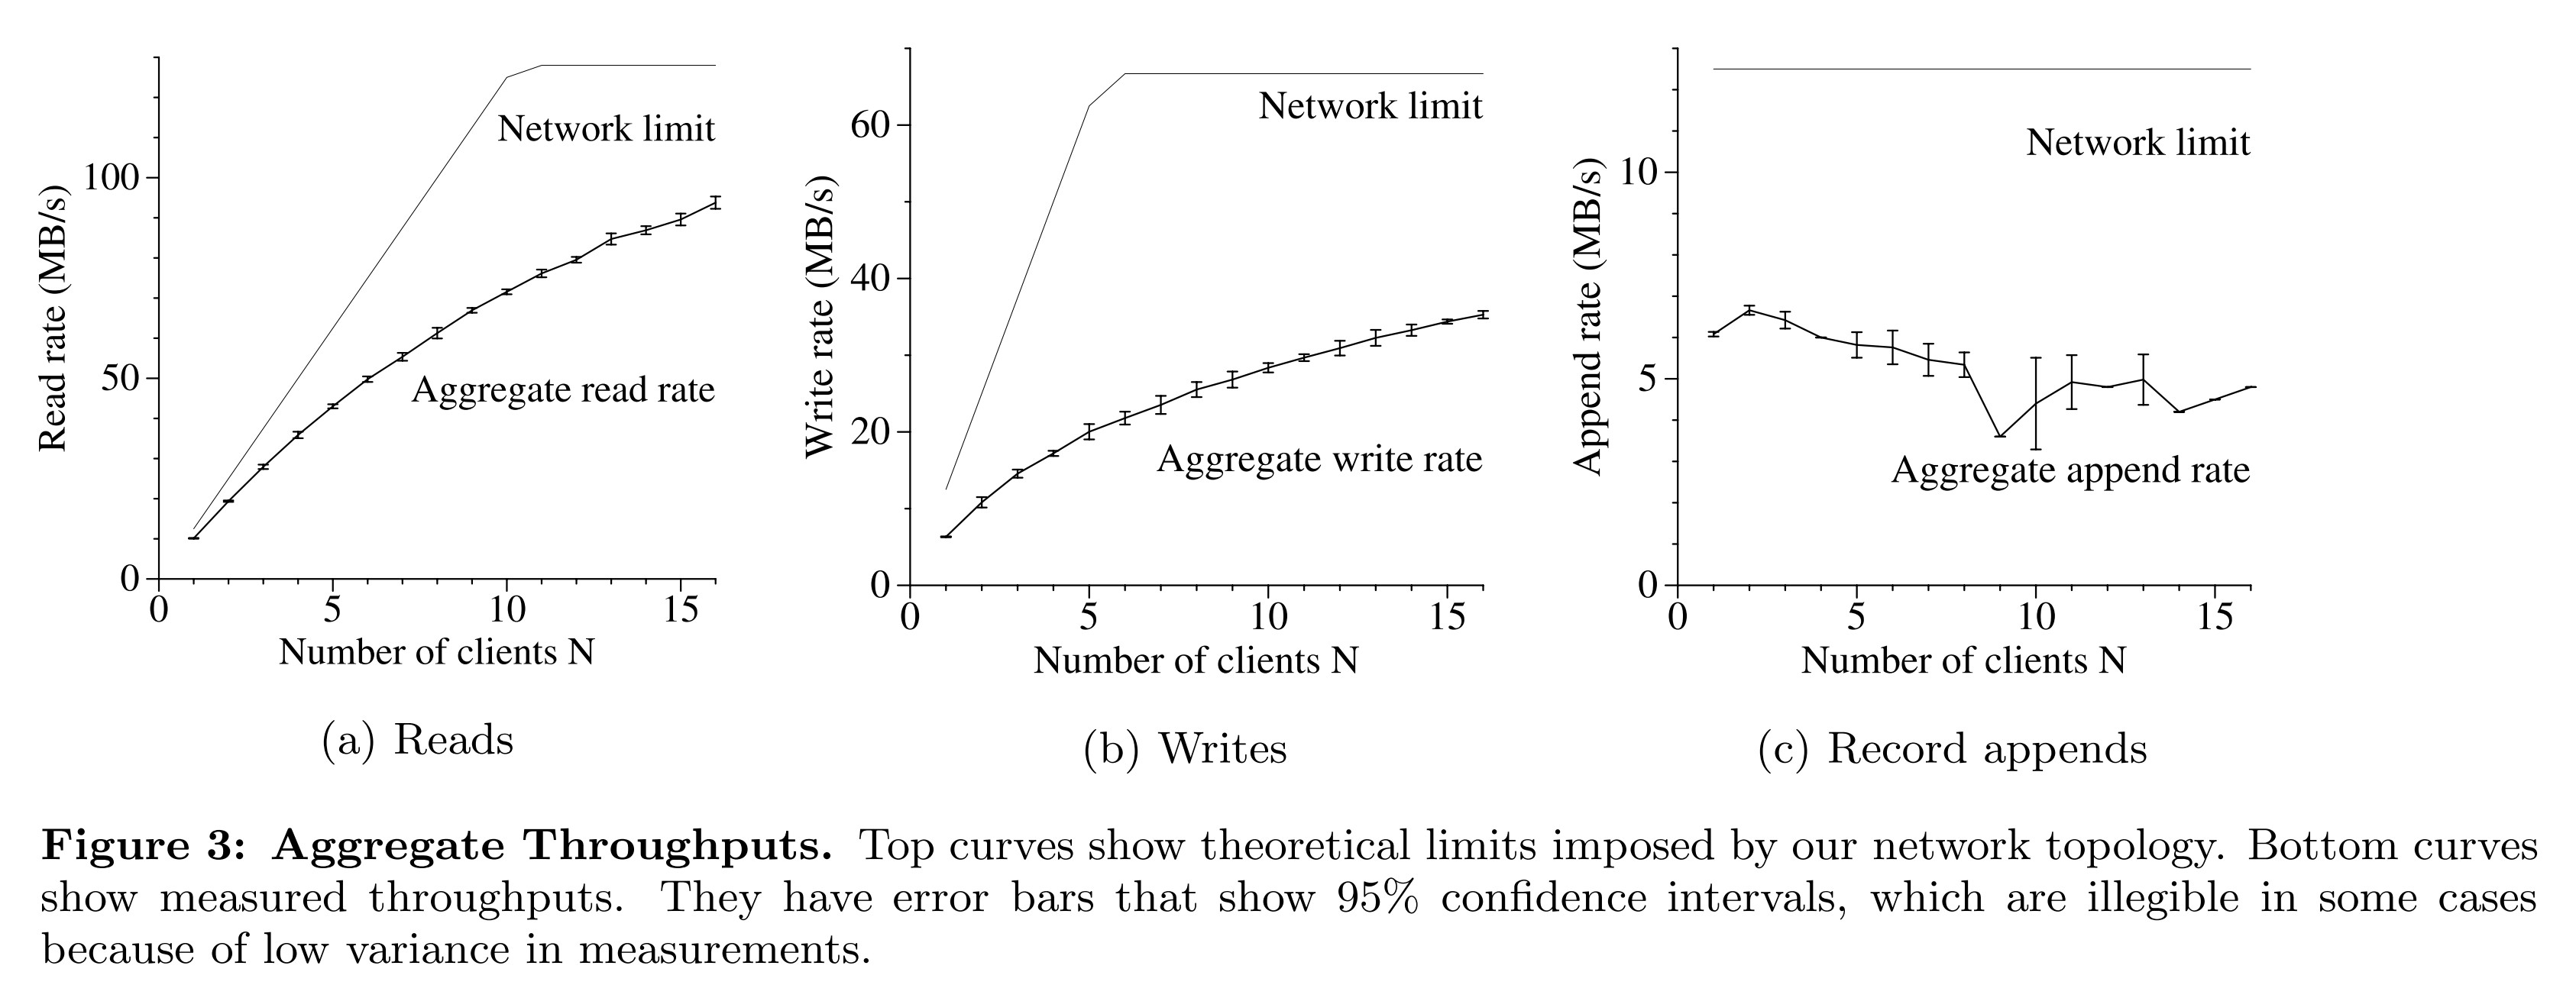 Read rate (MB/s)
100
50
0
Network limit
Aggregate read rate
0 5 10 15
Number of clients N
(a) Reads
Write rate (MB/s)
60
40
20
0
Network limit
Aggregate write rate
0 5 10 15
Number of clients N
(b) Writes
Append rate (MB/s)
10
5
0
Network limit
Aggregate append rate
0 5 10 15
Number of clients N
(c) Record appends
Figure 3: Aggregate Throughputs. Top curves show theoretical limits imposed by our network topology. Bottom curves
show measured throughputs. They have error bars that show 95% confidence intervals, which are illegible in some cases
because of low variance in measurements.